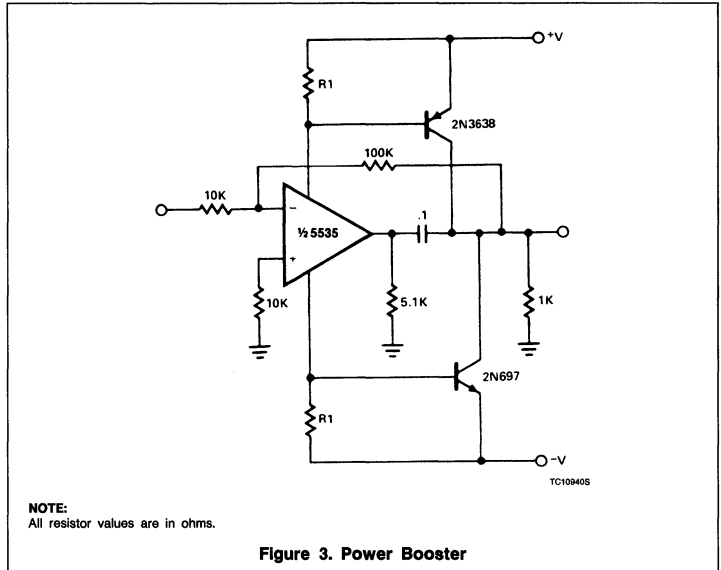 +V
R1
2N3638
100K
10K
.1
−
½ 5535
+
10K
5.1K
1K
2N697
R1
−V
TC10940S
NOTE:
All resistor values are in ohms.
Figure 3. Power Booster